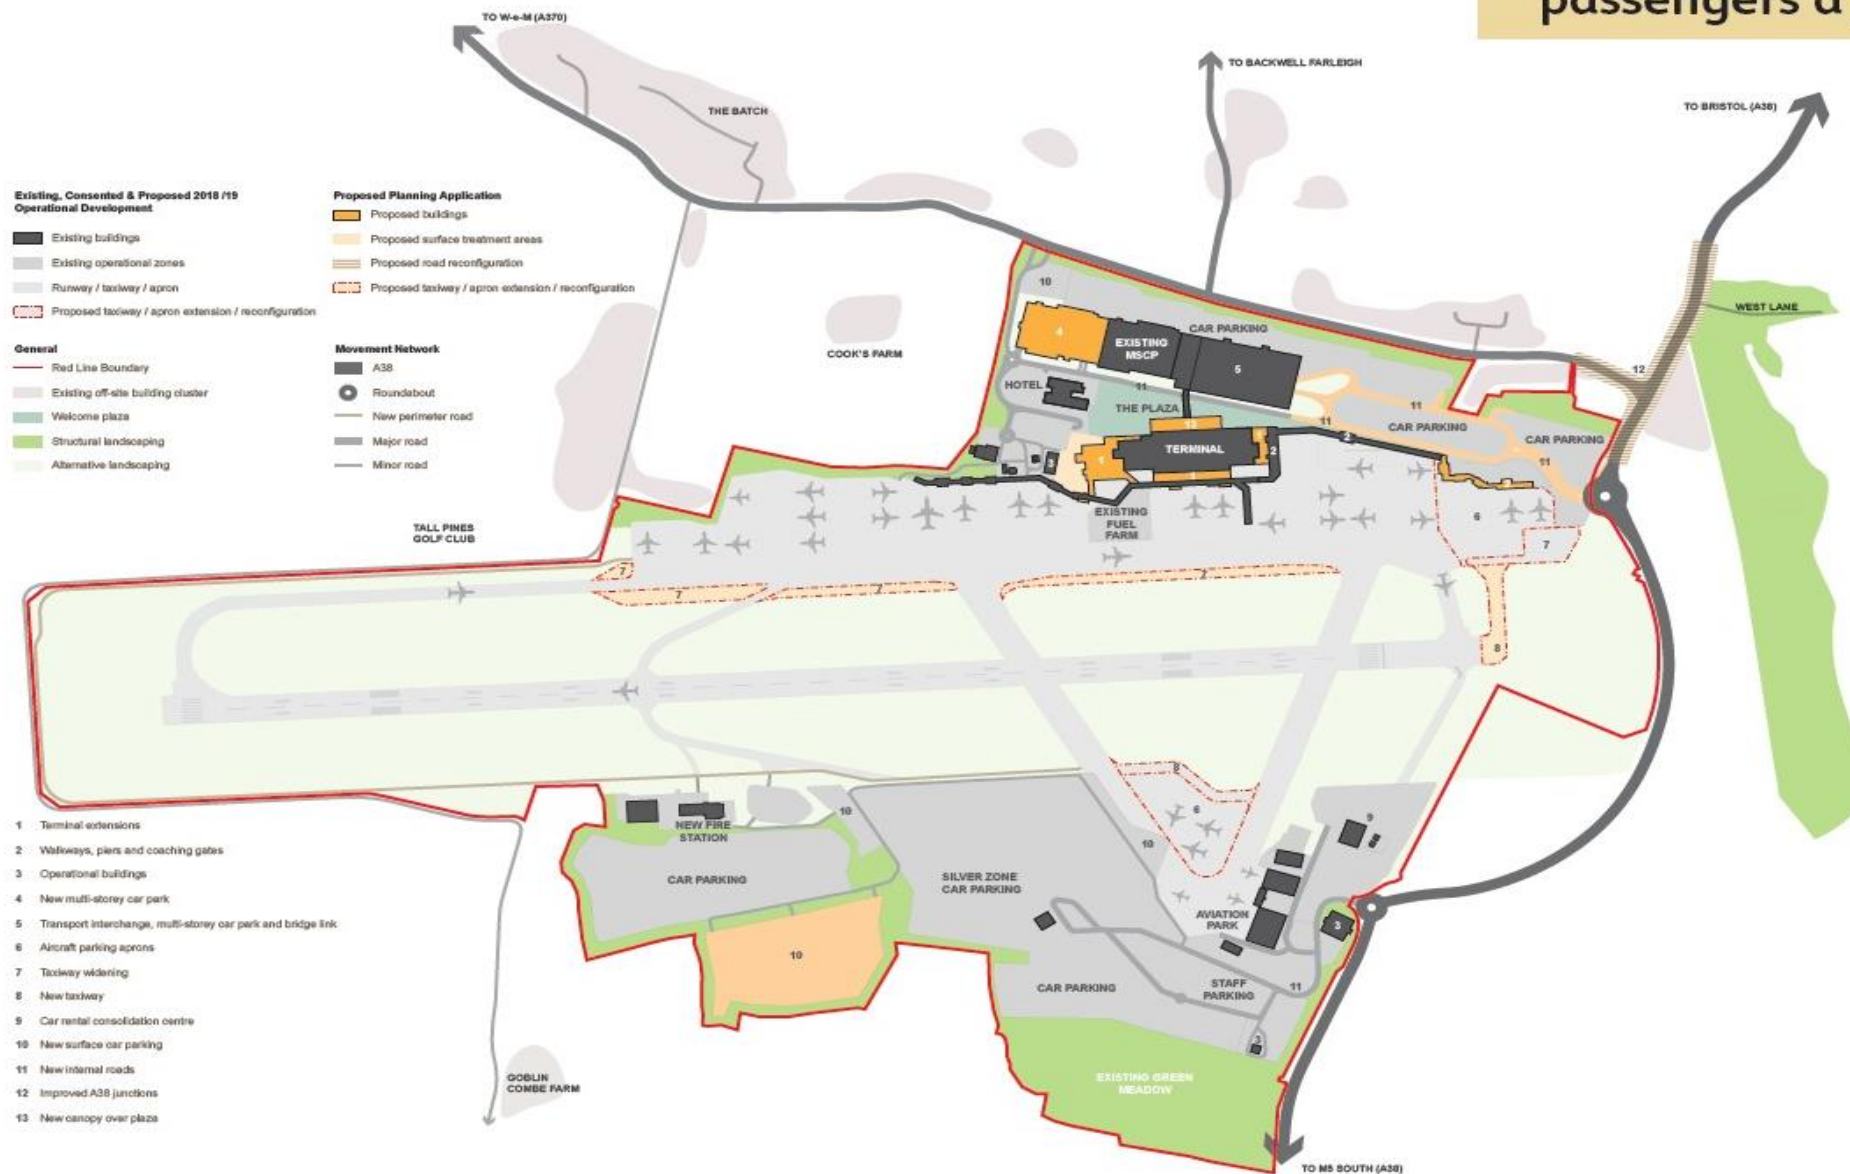 passengers a
TO W-e-M (A370)
TO BACKWELL FARLEIGH
TO BRISTOL (A38)
THE BATCH
Existing, Consented & Proposed 2018 /19
Operational Development
Existing buildings
Existing operational zones
Runway / taxiway / apron
Proposed taxiway / apron extension / reconfiguration
Proposed Planning Application
Proposed buildings
Proposed surface treatment areas
Proposed road reconfiguration
Proposed taxiway / apron extension / reconfiguration
General
Red Line Boundary
Existing off-site building cluster
Welcome plaza
Structural landscaping
Alternative landscaping
Movement Network
A38
Roundabout
New perimeter road
Major road
Minor road
WEST LANE
COOK'S FARM
10
CAR PARKING
4
EXISTING
MSCP
5
12
HOTEL
11
THE PLAZA
13
11
11
CAR PARKING
CAR PARKING
11
TERMINAL
2
2
3
1
1
2
EXISTING
FUEL
FARM
6
7
TALL PINES
GOLF CLUB
7
7
7
7
8
8
6
10
10
9
NEW FIRE
STATION
CAR PARKING
SILVER ZONE
CAR PARKING
AVIATION
PARK
3
10
CAR PARKING
STAFF
PARKING
11
3
EXISTING GREEN
MEADOW
GOBLIN
COMBE FARM
TO M5 SOUTH (A38)
1 Terminal extensions
2 Walkways, piers and coaching gates
3 Operational buildings
4 New multi-storey car park
5 Transport interchange, multi-storey car park and bridge link
6 Aircraft parking aprons
7 Taxiway widening
8 New taxiway
9 Car rental consolidation centre
10 New surface car parking
11 New internal roads
12 Improved A38 junctions
13 New canopy over plaza